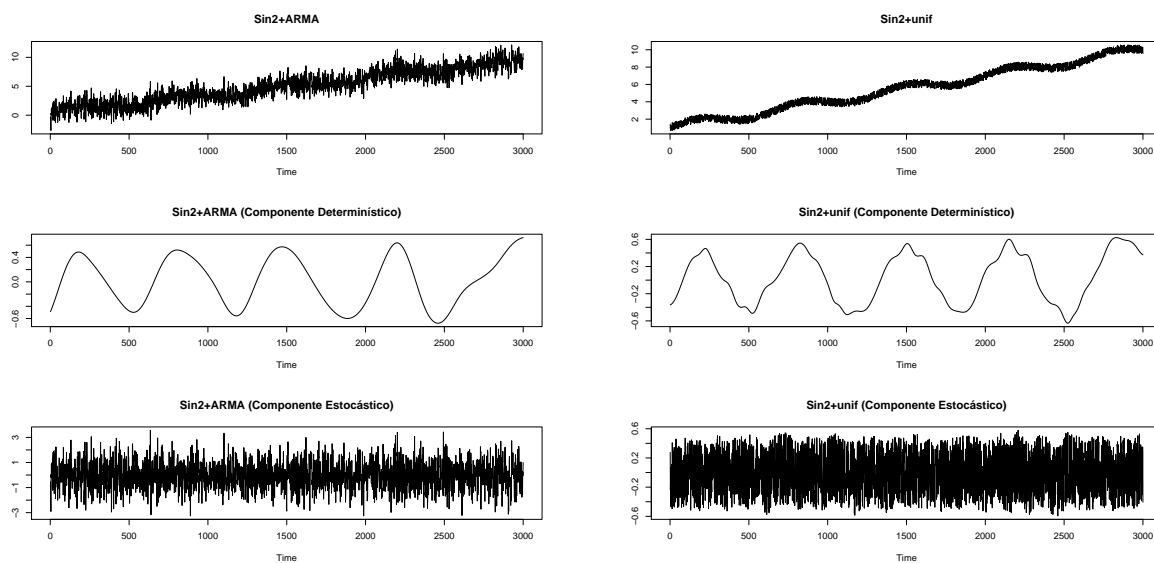 Sin2+ARMA
0 5 10
0 500 1000 1500 2000 2500 3000
Time
Sin2+unif
2 4 6 8 10
0 500 1000 1500 2000 2500 3000
Time
Sin2+ARMA (Componente Determinístico)
−0.6 0.0 0.4
0 500 1000 1500 2000 2500 3000
Time
Sin2+unif (Componente Determinístico)
−0.6 −0.2 0.2 0.6
0 500 1000 1500 2000 2500 3000
Time
Sin2+ARMA (Componente Estocástico)
−3 −1 1 3
0 500 1000 1500 2000 2500 3000
Time
Sin2+unif (Componente Estocástico)
−0.6 −0.2 0.2 0.6
0 500 1000 1500 2000 2500 3000
Time